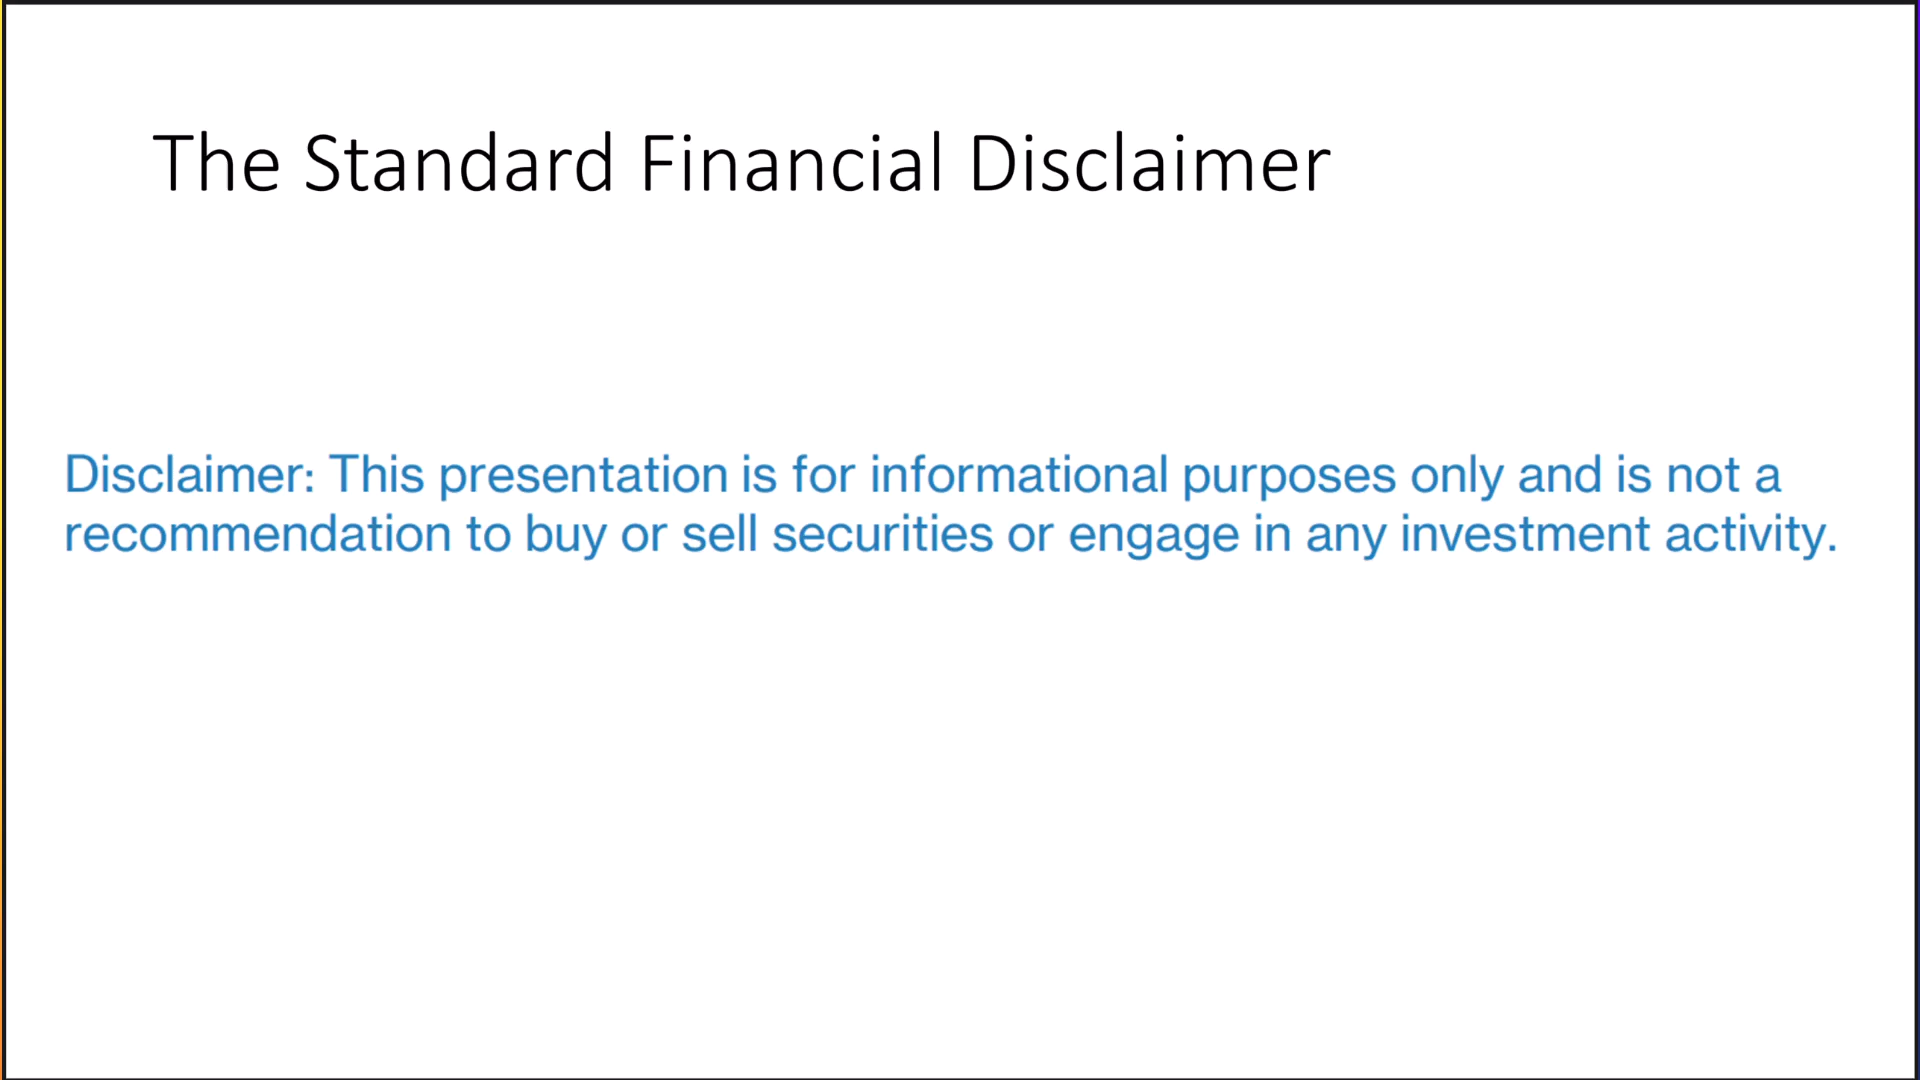 The Standard Financial Disclaimer
Disclaimer: This presentation is for informational purposes only and is not a
recommendation to buy or sell securities or engage in any investment activity.